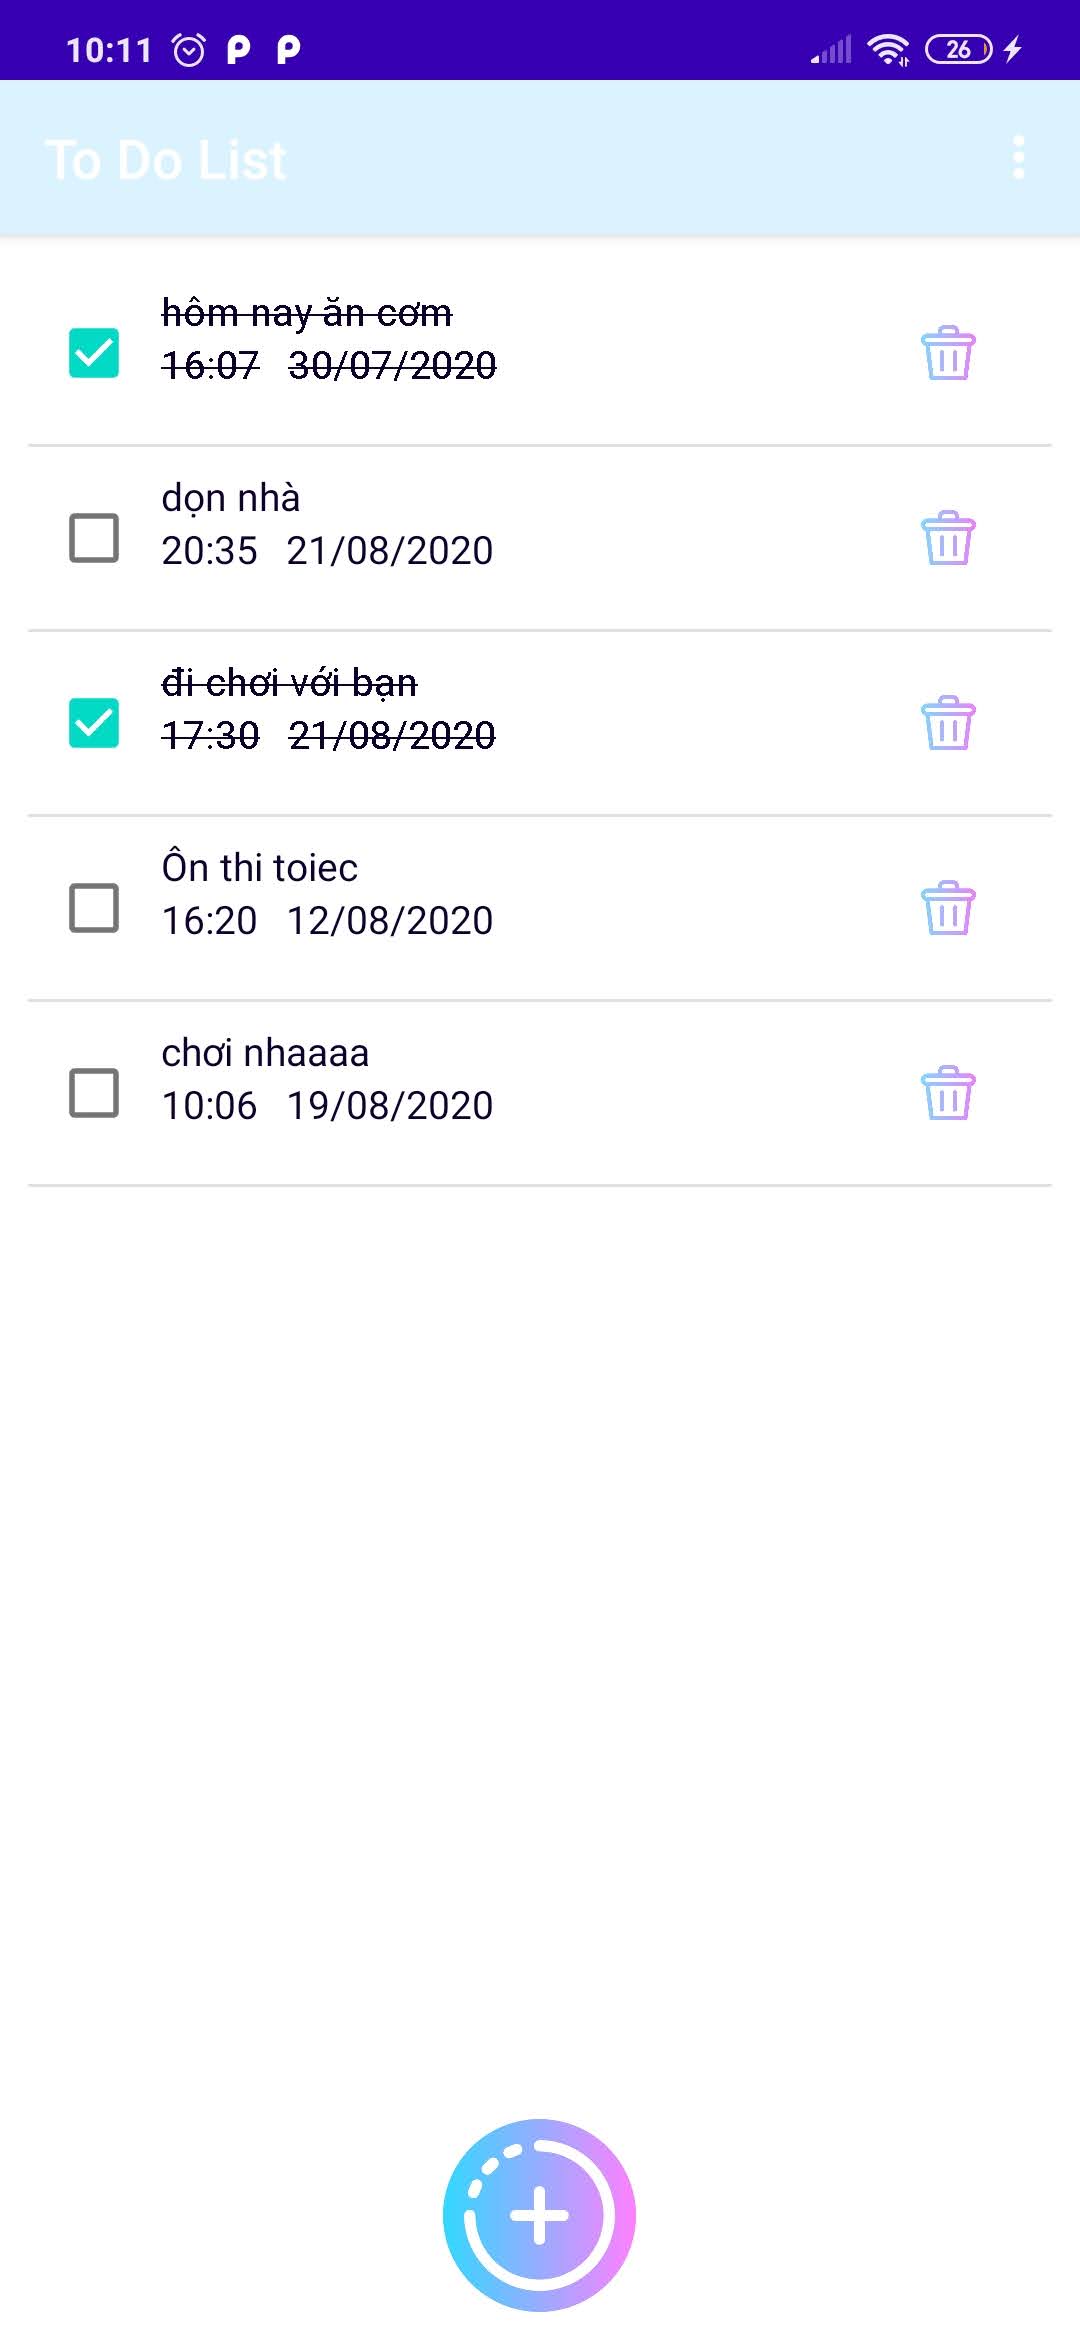 10:11
26
To Do List
hôm nay ăn cơm
16:07 30/07/2020
dọn nhà
20:35 21/08/2020
đi chơi với bạn
17:30 21/08/2020
Ôn thi toiec
16:20 12/08/2020
chơi nhaaaa
10:06 19/08/2020